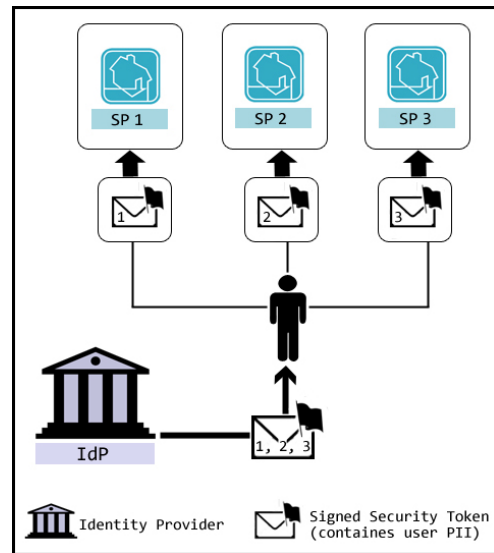 SP 1
SP 2
SP 3
1
2
3
1, 2, 3
IdP
Identity Provider
Signed Security Token
(containes user PII)